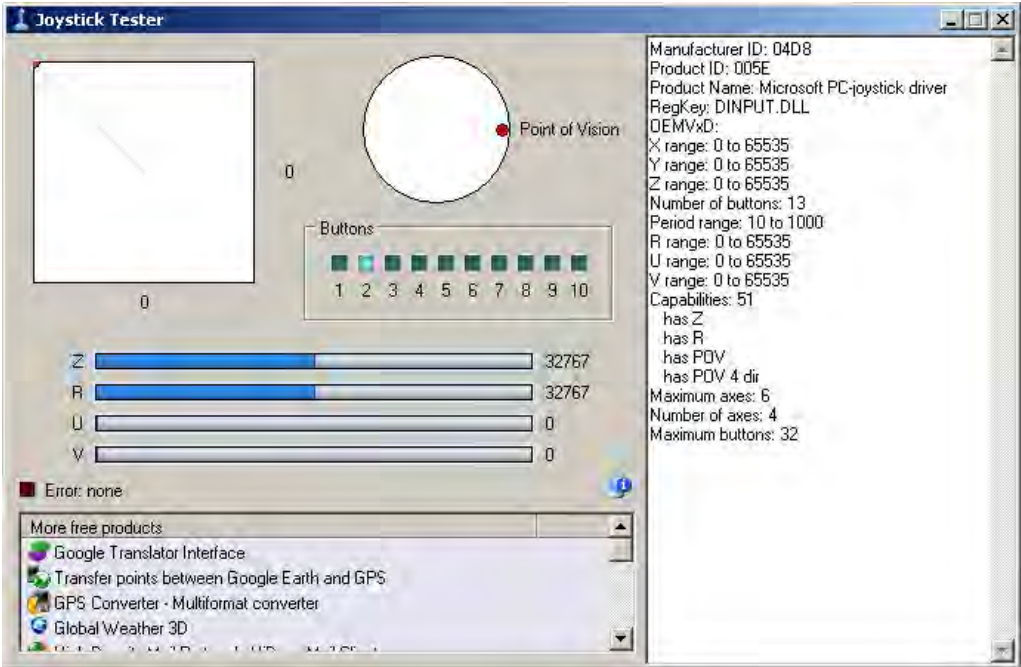 Joystick Tester
0
0
Point of Vision
Buttons
1 2 3 4 5 6 7 8 9 10
Z 32767
R 32767
U 0
V 0
Error: none
More free products
Google Translator Interface
Transfer points between Google Earth and GPS
GPS Converter - Multiformat converter
Global Weather 3D
Manufacturer ID: 04D8
Product ID: 005E
Product Name: Microsoft PC-joystick driver
RegKey: DINPUT.DLL
OEMVxD:
X range: 0 to 65535
Y range: 0 to 65535
Z range: 0 to 65535
Number of buttons: 13
Period range: 10 to 1000
R range: 0 to 65535
U range: 0 to 65535
V range: 0 to 65535
Capabilities: 51
has Z
has R
has POV
has POV 4 dir
Maximum axes: 6
Number of axes: 4
Maximum buttons: 32